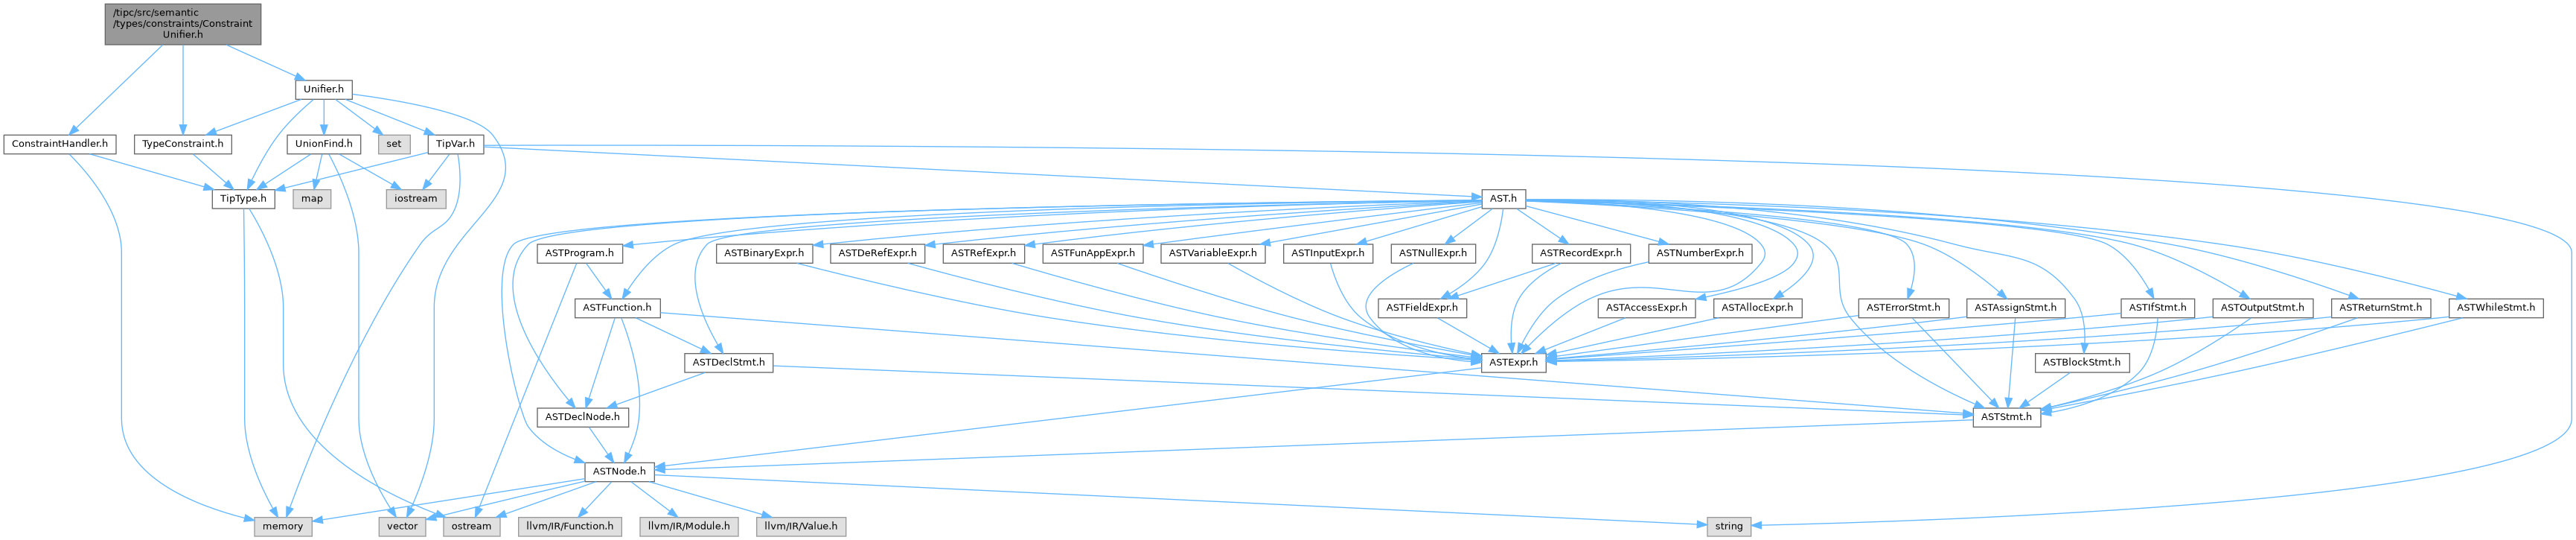 /tipc/src/semantic
/types/constraints/Constraint
Unifier.h
Unifier.h
ConstraintHandler.h
TypeConstraint.h
UnionFind.h
set
TipVar.h
TipType.h
map
iostream
AST.h
ASTProgram.h
ASTBinaryExpr.h
ASTDeRefExpr.h
ASTRefExpr.h
ASTFunAppExpr.h
ASTVariableExpr.h
ASTInputExpr.h
ASTNullExpr.h
ASTRecordExpr.h
ASTNumberExpr.h
ASTFunction.h
ASTFieldExpr.h
ASTAccessExpr.h
ASTAllocExpr.h
ASTErrorStmt.h
ASTAssignStmt.h
ASTIfStmt.h
ASTOutputStmt.h
ASTReturnStmt.h
ASTWhileStmt.h
ASTDeclStmt.h
ASTExpr.h
ASTBlockStmt.h
ASTDeclNode.h
ASTStmt.h
ASTNode.h
memory
vector
ostream
llvm/IR/Function.h
llvm/IR/Module.h
llvm/IR/Value.h
string